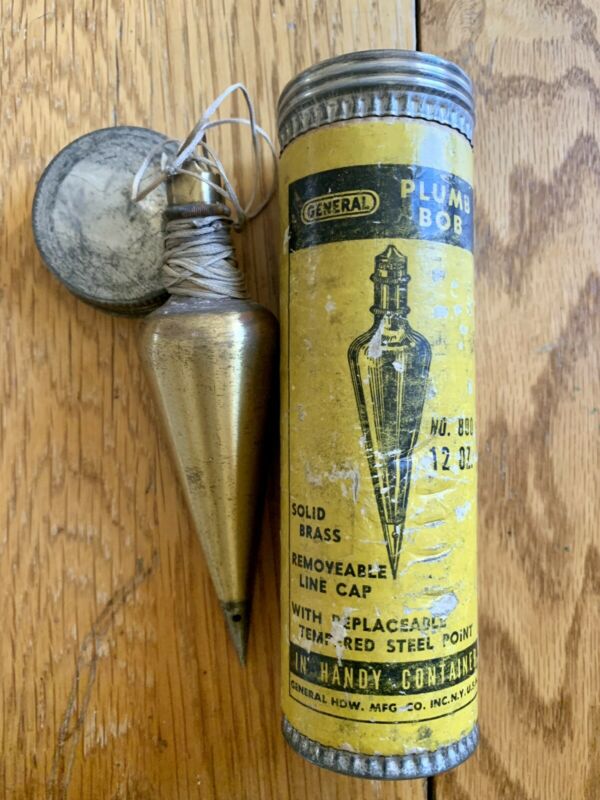 GENERAL
PLUMB
BOB
NO. 890
12 OZ.
SOLID
BRASS
REMOVEABLE
LINE CAP
WITH REPLACEABLE
TEMPERED STEEL POINT
IN HANDY CONTAINER
GENERAL HDW. MFG. CO. INC. N.Y. U.S.A.